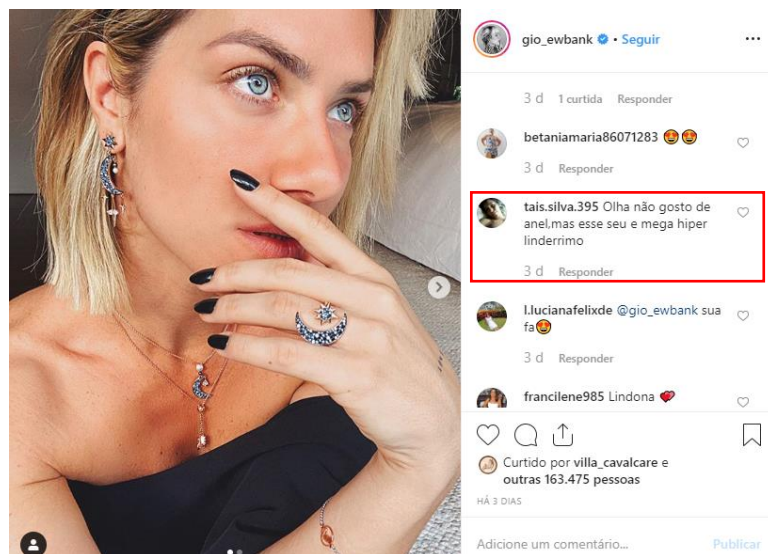 gio_ewbank • Seguir
3 d 1 curtida Responder
betaniamaria86071283 😍😍
3 d Responder
tais.silva.395 Olha não gosto de
anel,mas esse seu e mega hiper
linderrimo
3 d Responder
l.lucianafelixde @gio_ewbank sua
fa😍
3 d Responder
francilene985 Lindona 💕
Curtido por villa_cavalcare e
outras 163.475 pessoas
HÁ 3 DIAS
Adicione um comentário... Publicar